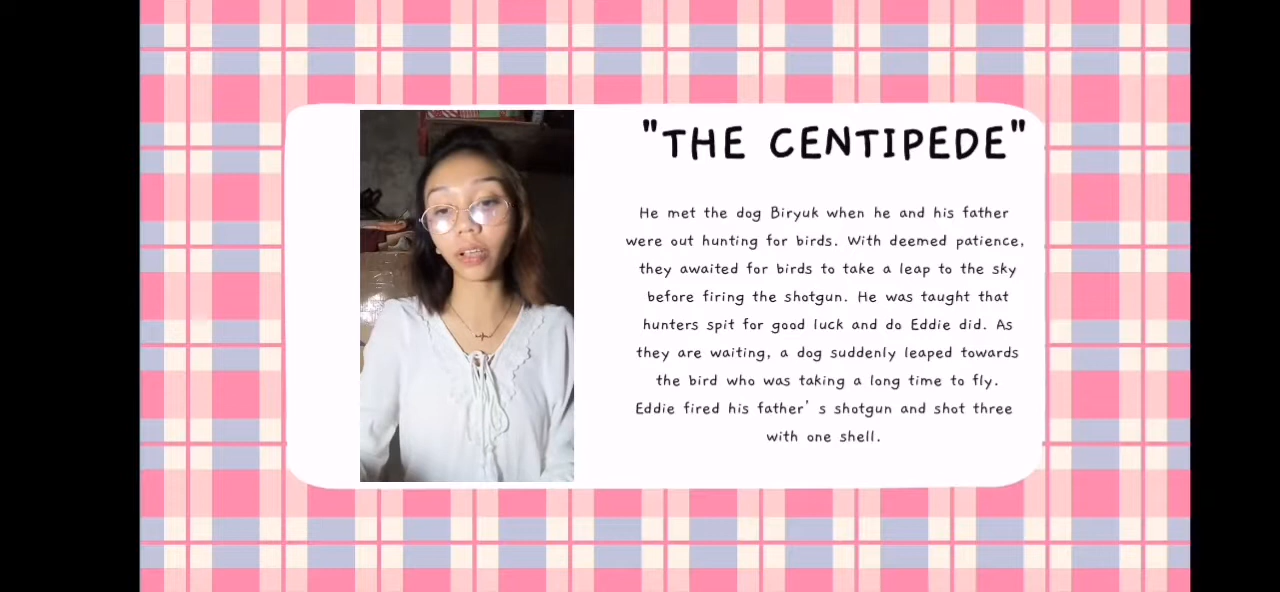 "THE CENTIPEDE"
He met the dog Biryuk when he and his father
were out hunting for birds. With deemed patience,
they awaited for birds to take a leap to the sky
before firing the shotgun. He was taught that
hunters spit for good luck and do Eddie did. As
they are waiting, a dog suddenly leaped towards
the bird who was taking a long time to fly.
Eddie fired his father's shotgun and shot three
with one shell.